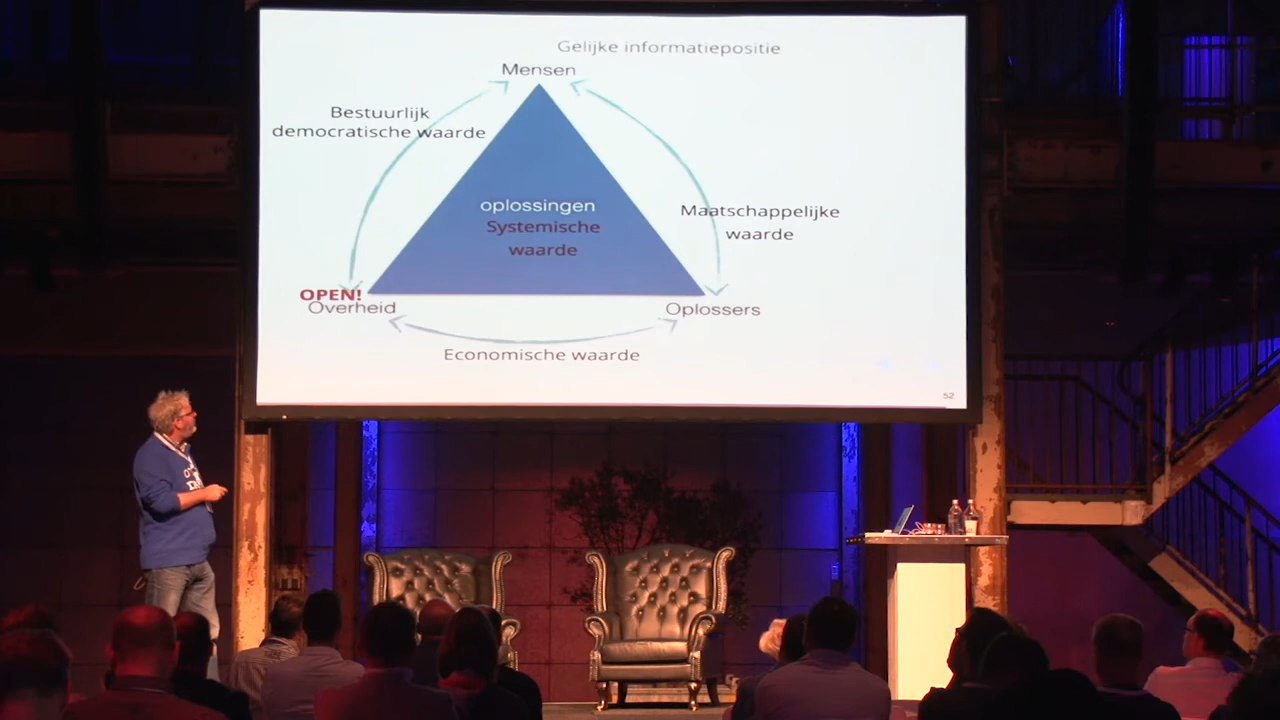 Gelijke informatiepositie
Mensen
Bestuurlijk
democratische waarde
oplossingen
Systemische
waarde
Maatschappelijke
waarde
OPEN!
Overheid
Oplossers
Economische waarde
52